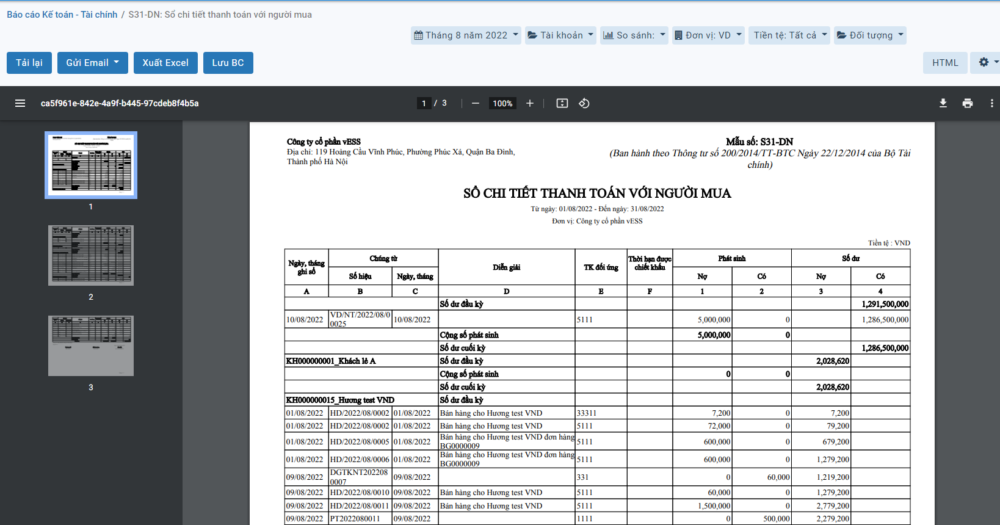 Báo cáo Kế toán - Tài chính / S31-DN: Sổ chi tiết thanh toán với người mua
Tháng 8 năm 2022 Tài khoản So sánh: Đơn vị: VD Tiền tệ: Tất cả Đối tượng
Tải lại Gửi Email Xuất Excel Lưu BC HTML
ca5f961e-842e-4a9f-b445-97cdeb8f4b5a 1 / 3 100%
1
2
3
Công ty cổ phần vESS
Địa chỉ: 119 Hoàng Cầu Vĩnh Phúc, Phường Phúc Xá, Quận Ba Đình,
Thành phố Hà Nội
Mẫu số: S31-DN
(Ban hành theo Thông tư số 200/2014/TT-BTC Ngày 22/12/2014 của Bộ Tài
chính)
SỔ CHI TIẾT THANH TOÁN VỚI NGƯỜI MUA
Từ ngày: 01/08/2022 - Đến ngày: 31/08/2022
Đơn vị: Công ty cổ phần vESS
Tiền tệ : VND
Ngày, tháng ghi sổ Chứng từ Diễn giải TK đối ứng Thời hạn được chiết khấu Phát sinh Số dư
Số hiệu Ngày, tháng Nợ Có Nợ Có
A B C D E F 1 2 3 4
Số dư đầu kỳ 1,291,500,000
10/08/2022 VD/NT/2022/08/0 0025 10/08/2022 5111 5,000,000 0 1,286,500,000
Cộng số phát sinh 5,000,000 0
Số dư cuối kỳ 1,286,500,000
KH000000001_Khách lẻ A Số dư đầu kỳ 2,028,620
Cộng số phát sinh 0 0
Số dư cuối kỳ 2,028,620
KH000000015_Hương test VND Số dư đầu kỳ
01/08/2022 HD/2022/08/0002 01/08/2022 Bán hàng cho Hương test VND 33311 7,200 0 7,200
01/08/2022 HD/2022/08/0002 01/08/2022 Bán hàng cho Hương test VND 5111 72,000 0 79,200
01/08/2022 HD/2022/08/0005 01/08/2022 Bán hàng cho Hương test VND đơn hàng BG0000009 5111 600,000 0 679,200
01/08/2022 HD/2022/08/0006 01/08/2022 Bán hàng cho Hương test VND đơn hàng BG0000009 5111 600,000 0 1,279,200
09/08/2022 DGTKNT202208 0007 09/08/2022 331 0 60,000 1,219,200
09/08/2022 HD/2022/08/0010 09/08/2022 Bán hàng cho Hương test VND 5111 60,000 0 1,279,200
09/08/2022 HD/2022/08/0011 09/08/2022 Bán hàng cho Hương test VND 5111 1,500,000 0 2,779,200
09/08/2022 PT2022080011 09/08/2022 1111 0 500,000 2,279,200